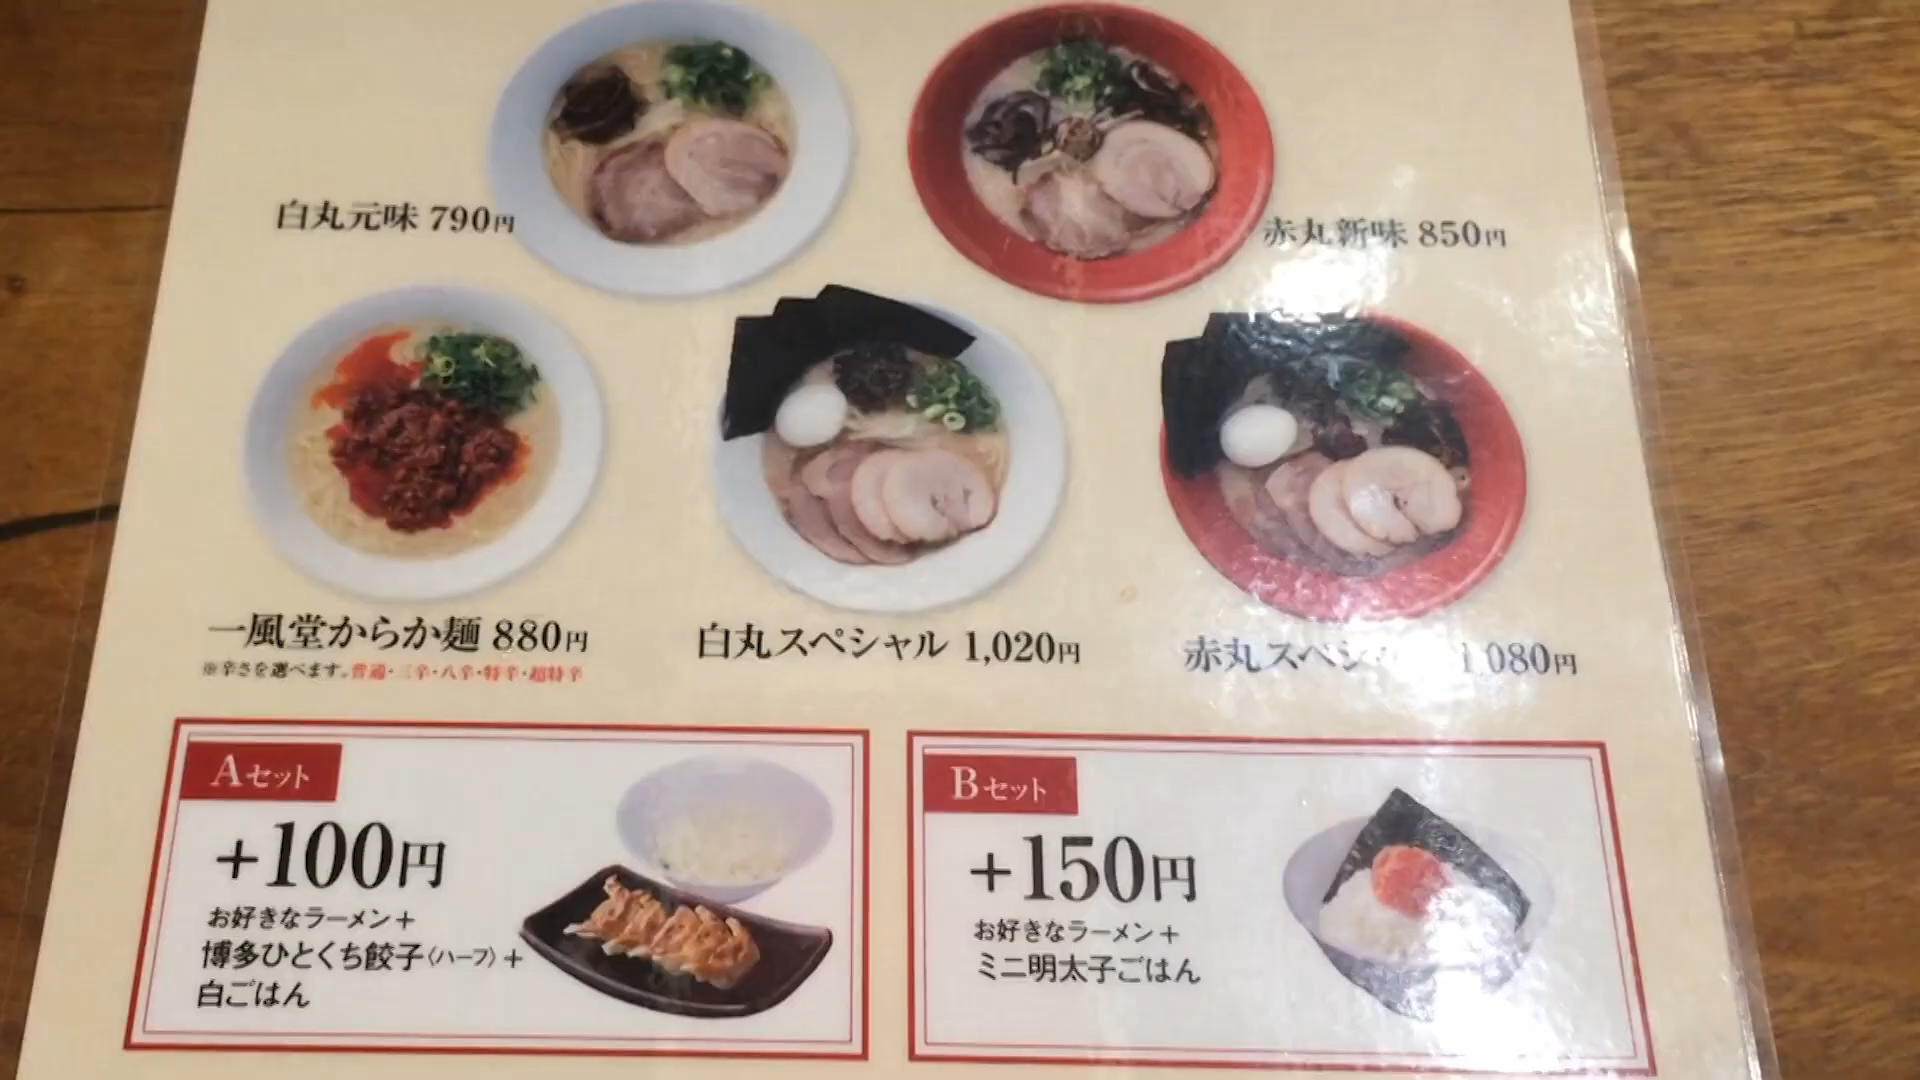 白丸元味 790円
赤丸新味 850円
一風堂からか麺 880円
※辛さを選べます。普通・三辛・八辛・特辛・超特辛
白丸スペシャル 1,020円
赤丸スペシ 1,080円
Aセット
+100円
お好きなラーメン+
博多ひとくち餃子〈ハーフ〉+
白ごはん
Bセット
+150円
お好きなラーメン+
ミニ明太子ごはん